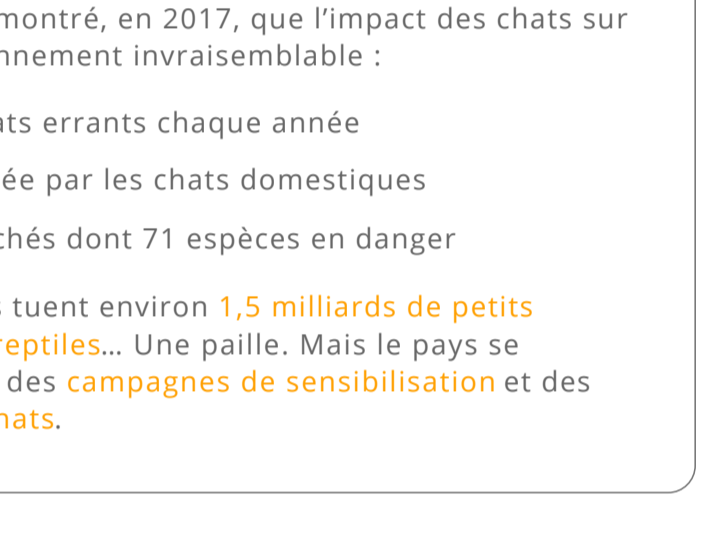 montré, en 2017, que l'impact des chats sur
nnement invraisemblable :
ats errants chaque année
ée par les chats domestiques
chés dont 71 espèces en danger
s tuent environ 1,5 milliards de petits
reptiles... Une paille. Mais le pays se
des campagnes de sensibilisation et des
hats.